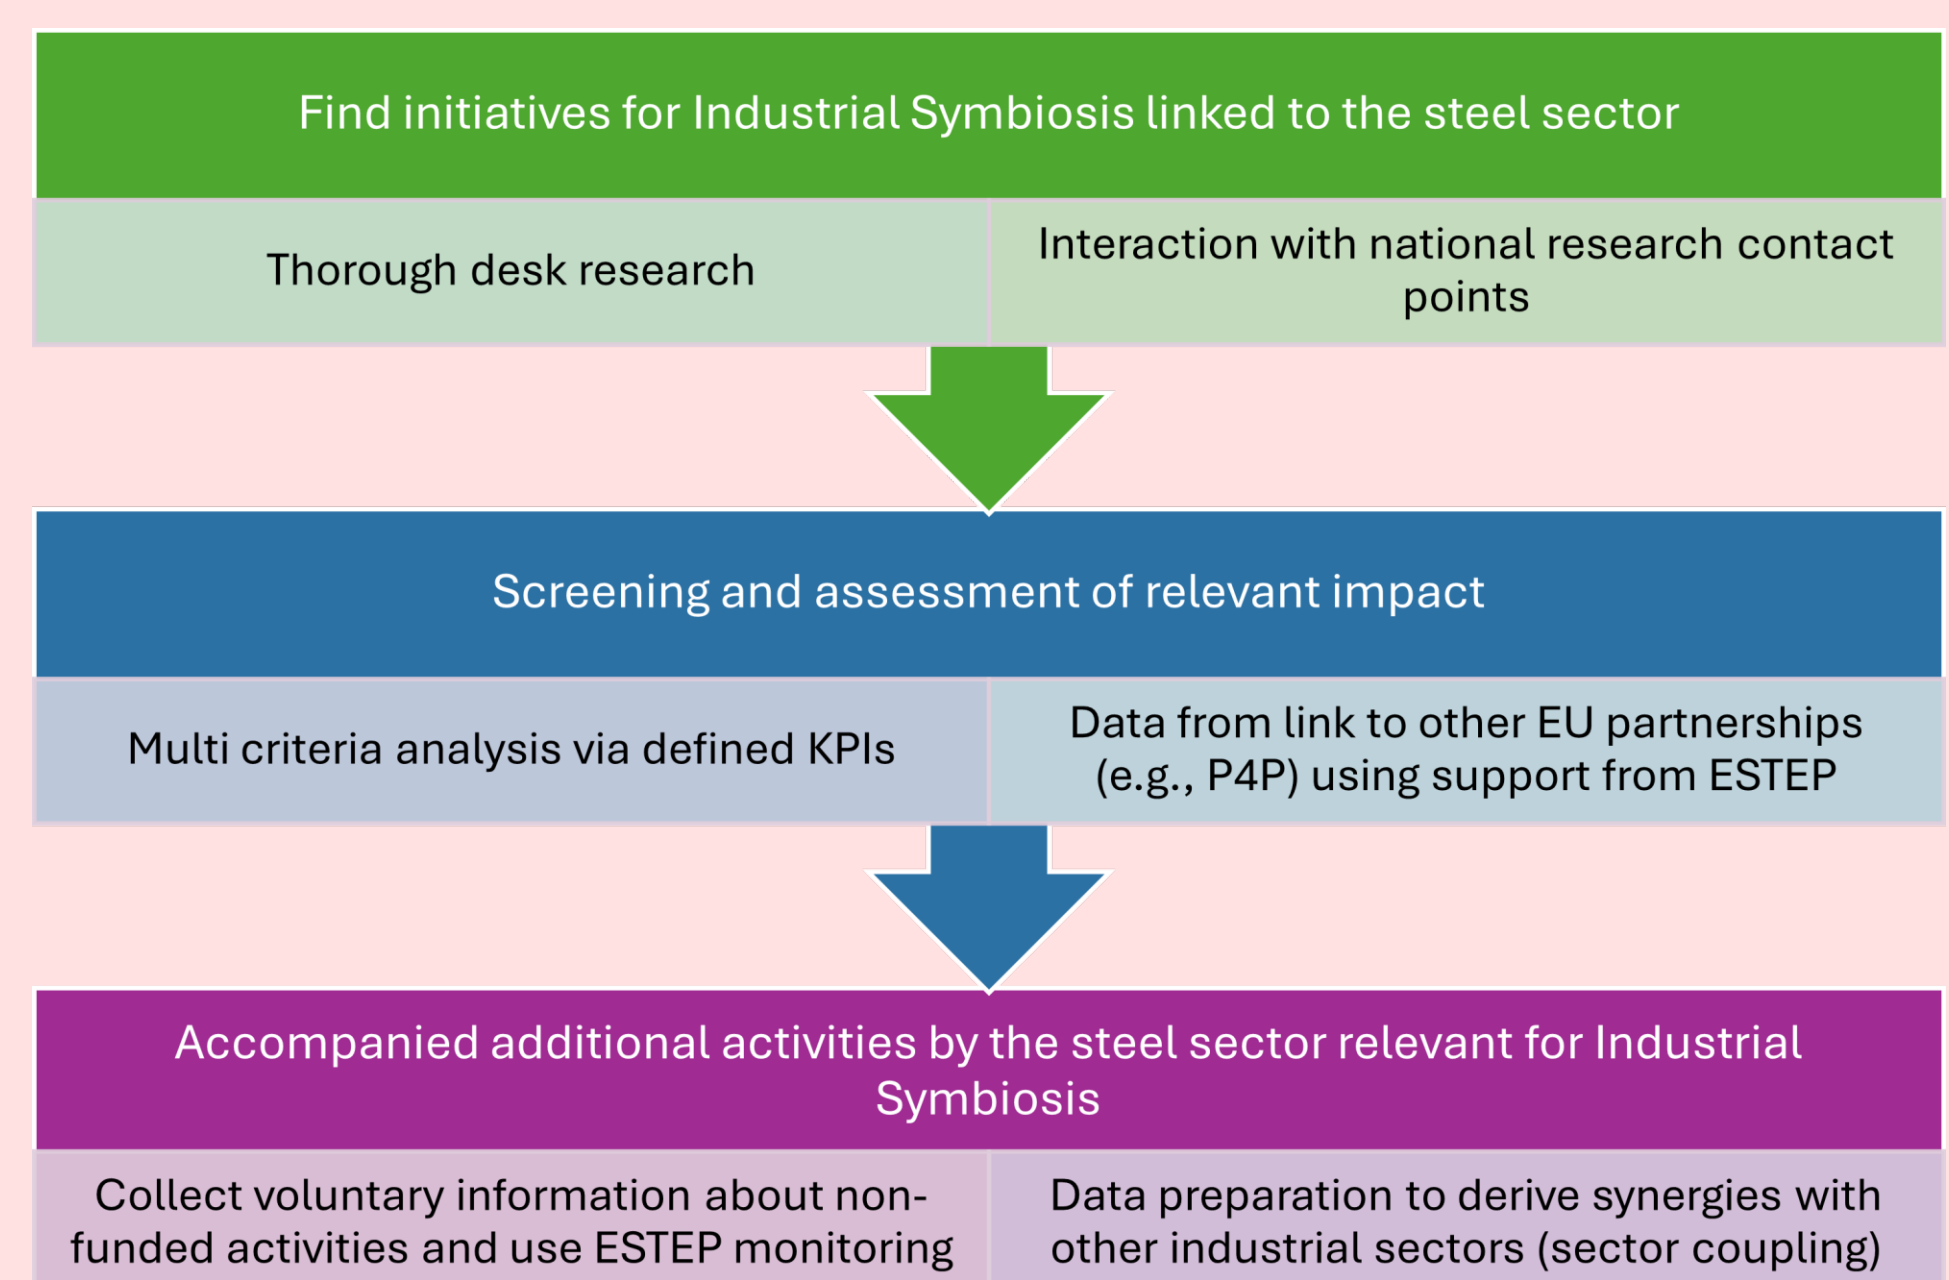 Find initiatives for Industrial Symbiosis linked to the steel sector
Thorough desk research
Interaction with national research contact
points
Screening and assessment of relevant impact
Multi criteria analysis via defined KPIs
Data from link to other EU partnerships
(e.g., P4P) using support from ESTEP
Accompanied additional activities by the steel sector relevant for Industrial
Symbiosis
Collect voluntary information about non-
funded activities and use ESTEP monitoring
Data preparation to derive synergies with
other industrial sectors (sector coupling)